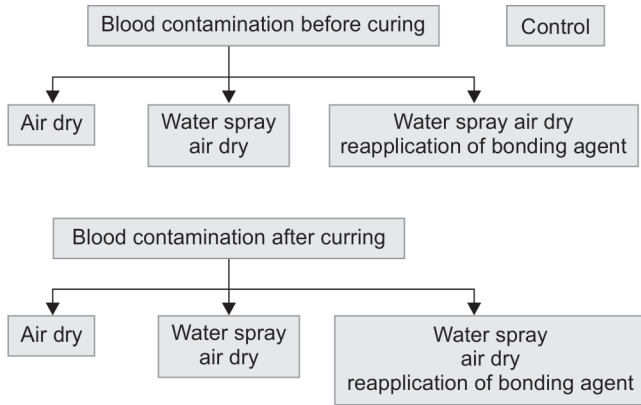 Blood contamination before curing
Control
Air dry
Water spray
air dry
Water spray air dry
reapplication of bonding agent
Blood contamination after curring
Air dry
Water spray
air dry
Water spray
air dry
reapplication of bonding agent